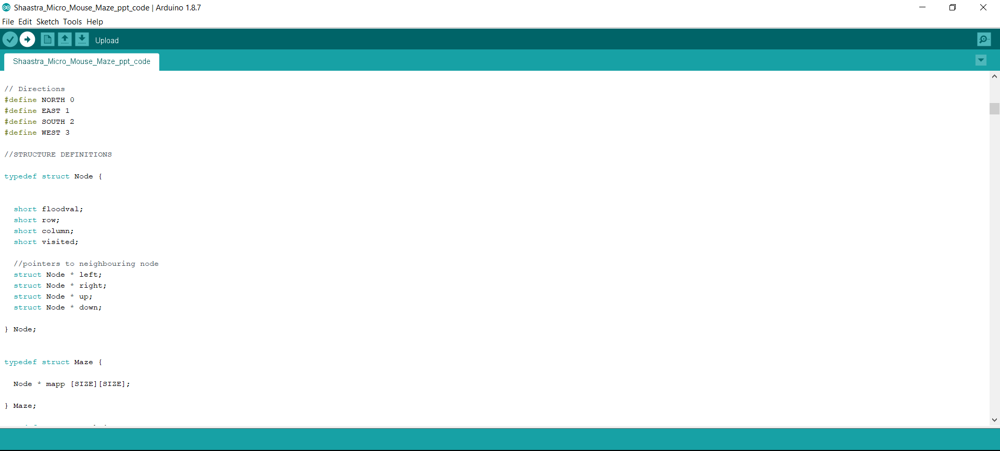 Shaastra_Micro_Mouse_Maze_ppt_code | Arduino 1.8.7
File Edit Sketch Tools Help
Upload
Shaastra_Micro_Mouse_Maze_ppt_code
// Directions
#define NORTH 0
#define EAST 1
#define SOUTH 2
#define WEST 3
//STRUCTURE DEFINITIONS
typedef struct Node {
short floodval;
short row;
short column;
short visited;
//pointers to neighbouring node
struct Node * left;
struct Node * right;
struct Node * up;
struct Node * down;
} Node;
typedef struct Maze {
Node * mapp [SIZE][SIZE];
} Maze;